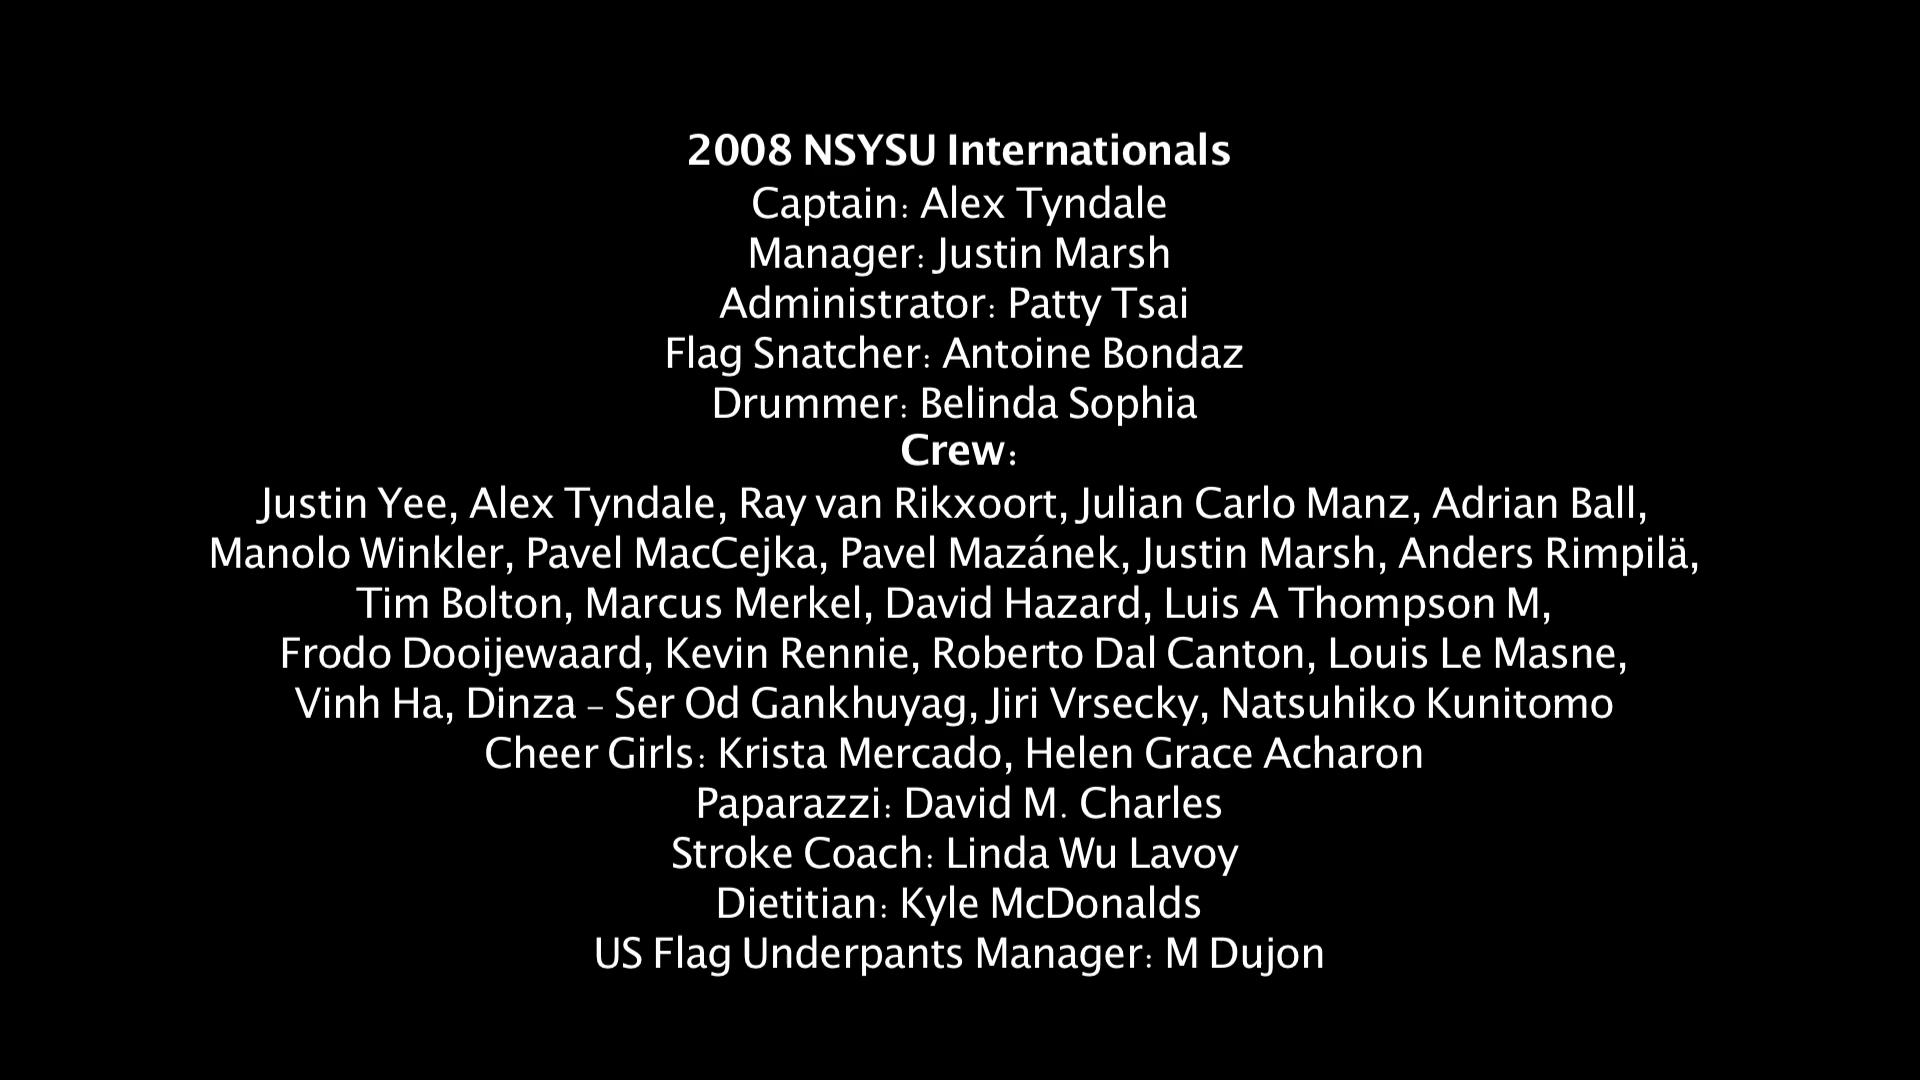 2008 NSYSU Internationals
Captain: Alex Tyndale
Manager: Justin Marsh
Administrator: Patty Tsai
Flag Snatcher: Antoine Bondaz
Drummer: Belinda Sophia
Crew:
Justin Yee, Alex Tyndale, Ray van Rikxoort, Julian Carlo Manz, Adrian Ball,
Manolo Winkler, Pavel MacCejka, Pavel Mazánek, Justin Marsh, Anders Rimpilä,
Tim Bolton, Marcus Merkel, David Hazard, Luis A Thompson M,
Frodo Dooijewaard, Kevin Rennie, Roberto Dal Canton, Louis Le Masne,
Vinh Ha, Dinza – Ser Od Gankhuyag, Jiri Vrsecky, Natsuhiko Kunitomo
Cheer Girls: Krista Mercado, Helen Grace Acharon
Paparazzi: David M. Charles
Stroke Coach: Linda Wu Lavoy
Dietitian: Kyle McDonalds
US Flag Underpants Manager: M Dujon